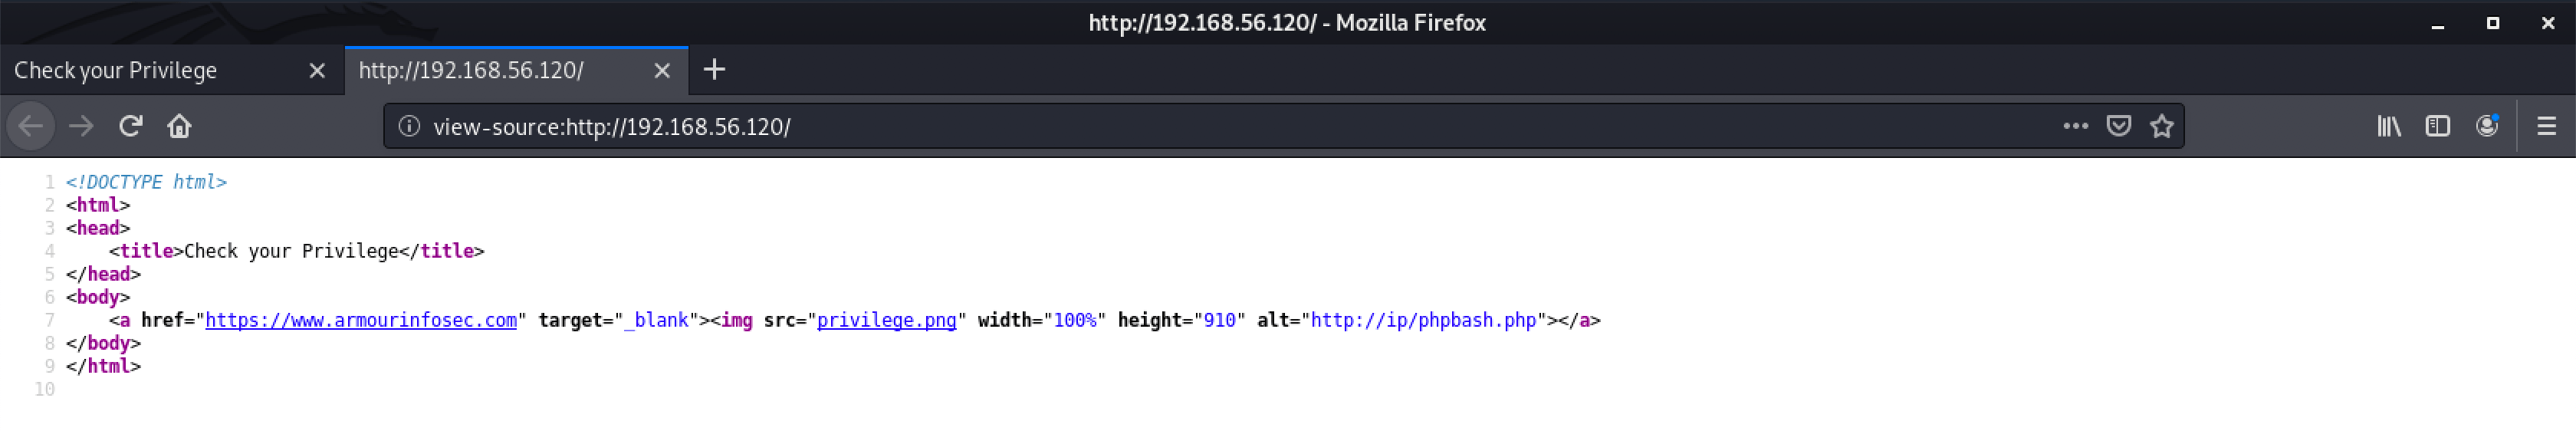 http://192.168.56.120/ - Mozilla Firefox
Check your Privilege
http://192.168.56.120/
view-source:http://192.168.56.120/
1 <!DOCTYPE html>
2 <html>
3 <head>
4     <title>Check your Privilege</title>
5 </head>
6 <body>
7     <a href="https://www.armourinfosec.com" target="_blank"><img src="privilege.png" width="100%" height="910" alt="http://ip/phpbash.php"></a>
8 </body>
9 </html>
10